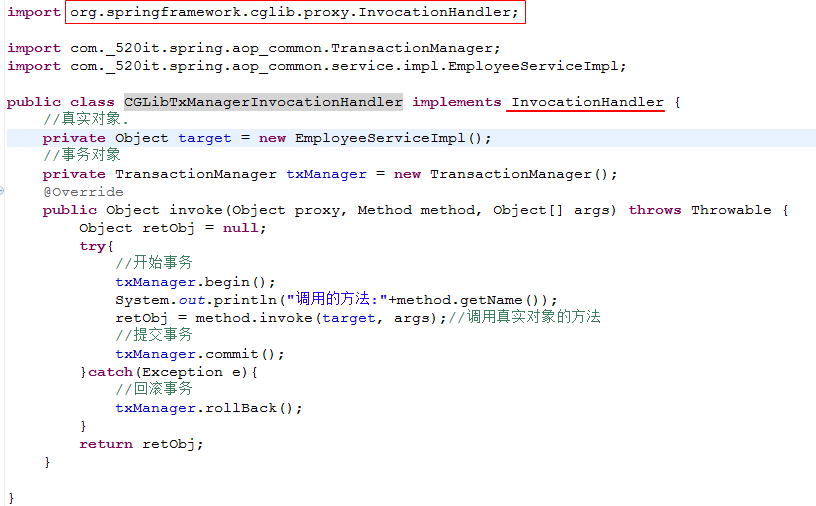 import org.springframework.cglib.proxy.InvocationHandler;
import com._520it.spring.aop_common.TransactionManager;
import com._520it.spring.aop_common.service.impl.EmployeeServiceImpl;
public class CGLibTxManagerInvocationHandler implements InvocationHandler {
//真实对象.
private Object target = new EmployeeServiceImpl();
//事务对象
private TransactionManager txManager = new TransactionManager();
@Override
public Object invoke(Object proxy, Method method, Object[] args) throws Throwable {
Object retObj = null;
try{
//开始事务
txManager.begin();
System.out.println("调用的方法:"+method.getName());
retObj = method.invoke(target, args);//调用真实对象的方法
//提交事务
txManager.commit();
}catch(Exception e){
//回滚事务
txManager.rollBack();
}
return retObj;
}
}